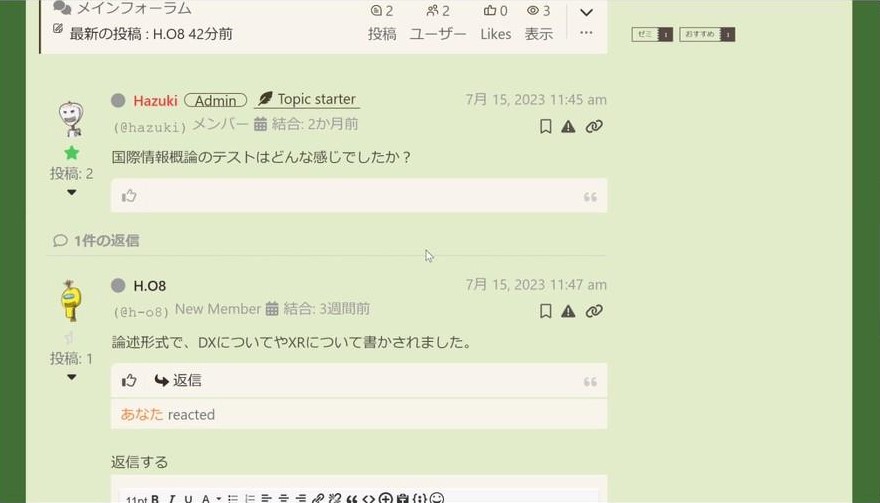 メインフォーラム
2 2 0 3
最新の投稿 : H.O8 42分前
投稿 ユーザー Likes 表示
ゼミ 1 おすすめ 1
Hazuki Admin Topic starter 7月 15, 2023 11:45 am
(@hazuki) メンバー 結合: 2か月前
国際情報概論のテストはどんな感じでしたか？
投稿: 2
1件の返信
H.O8 7月 15, 2023 11:47 am
(@h-o8) New Member 結合: 3週間前
論述形式で、DXについてやXRについて書かされました。
投稿: 1
返信
あなた reacted
返信する
11pt B I U A